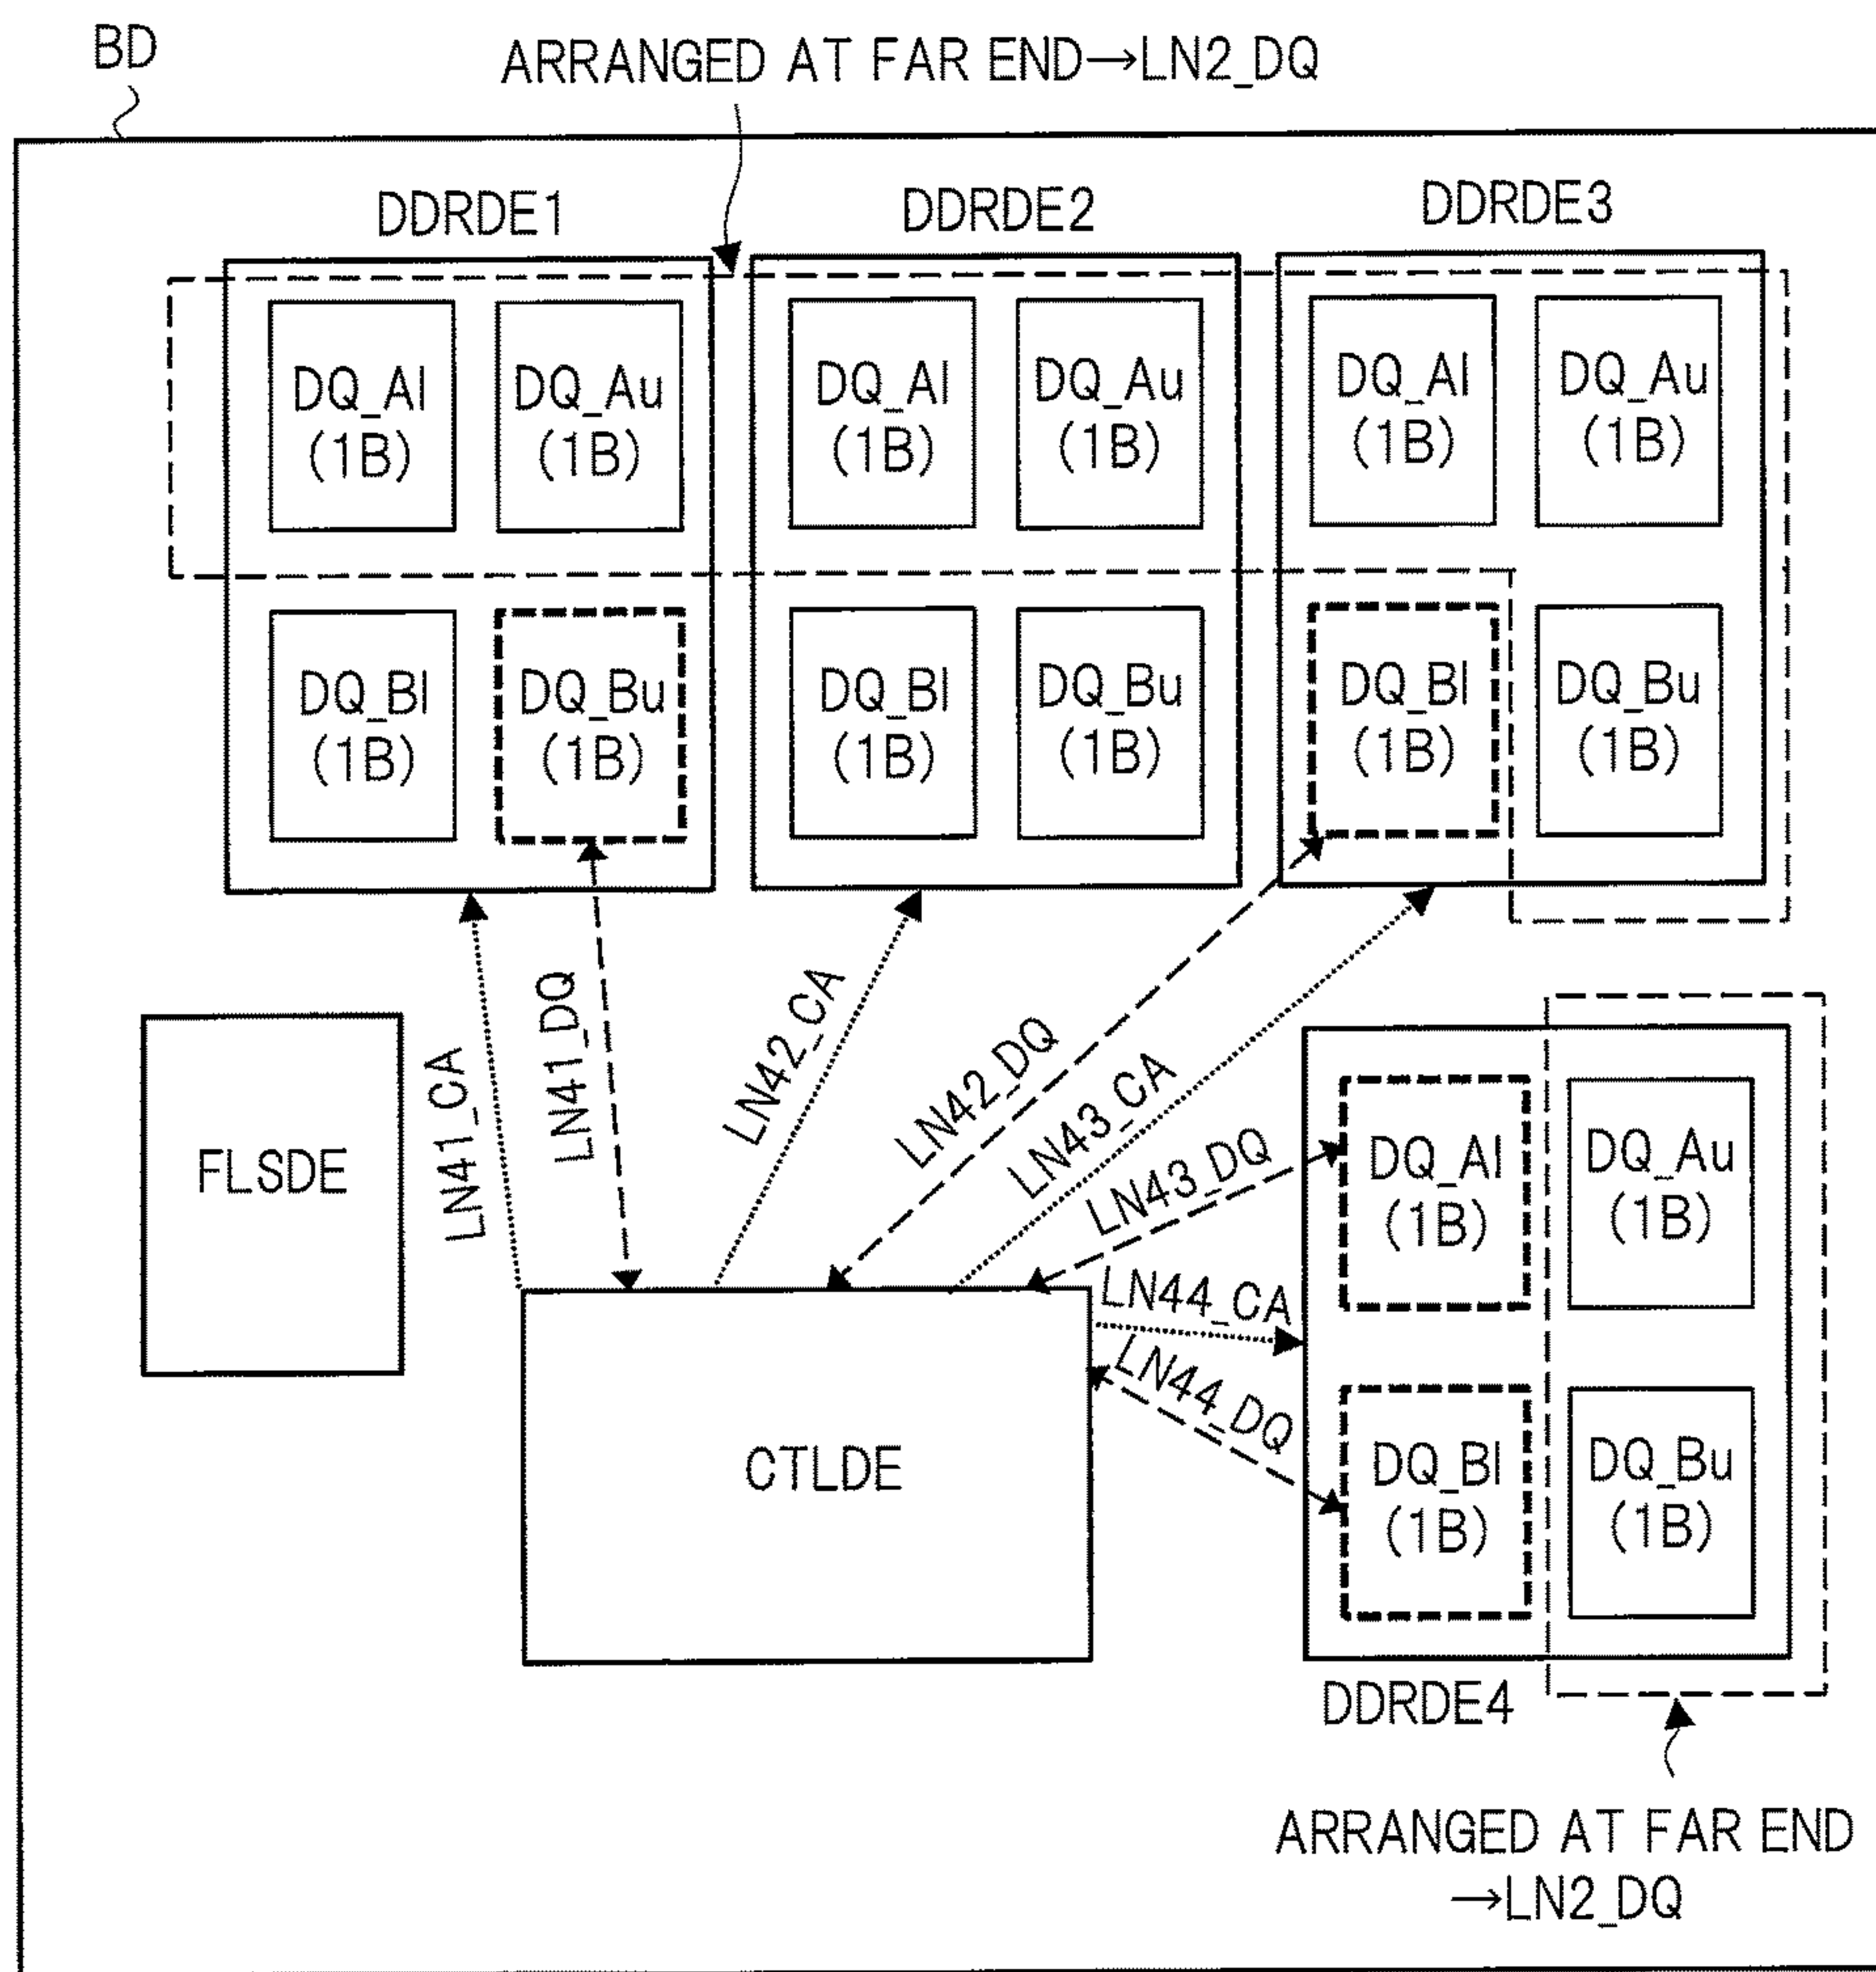 BD
ARRANGED AT FAR END→LN2_DQ
DDRDE1
DDRDE2
DDRDE3
DQ_Al
(1B)
DQ_Au
(1B)
DQ_Al
(1B)
DQ_Au
(1B)
DQ_Al
(1B)
DQ_Au
(1B)
DQ_Bl
(1B)
DQ_Bu
(1B)
DQ_Bl
(1B)
DQ_Bu
(1B)
DQ_Bl
(1B)
DQ_Bu
(1B)
LN41_CA
LN41_DQ
LN42_CA
LN42_DQ
LN43_CA
LN43_DQ
LN44_CA
LN44_DQ
FLSDE
CTLDE
DQ_Al
(1B)
DQ_Au
(1B)
DQ_Bl
(1B)
DQ_Bu
(1B)
DDRDE4
ARRANGED AT FAR END
→LN2_DQ